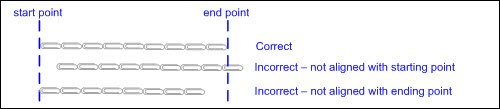 start point
end point
Correct
Incorrect – not aligned with starting point
Incorrect – not aligned with ending point